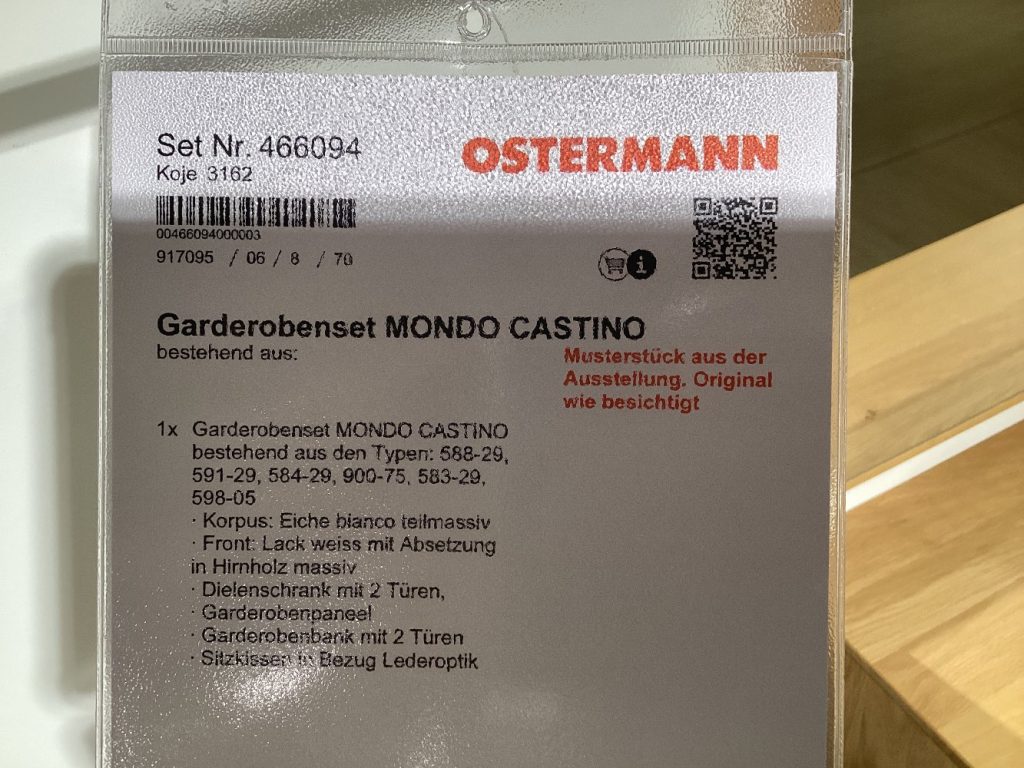 Set Nr. 466094
OSTERMANN
Koje 3162
00466094000003
917095 / 06 / 8 / 70
i
Garderobenset MONDO CASTINO
bestehend aus:
Musterstück aus der
Ausstellung. Original
wie besichtigt
1x Garderobenset MONDO CASTINO
bestehend aus den Typen: 588-29,
591-29, 584-29, 900-75, 583-29,
598-05
· Korpus: Eiche bianco teilmassiv
· Front: Lack weiss mit Absetzung
in Hirnholz massiv
· Dielenschrank mit 2 Türen,
· Garderobenpaneel
· Garderobenbank mit 2 Türen
· Sitzkissen in Bezug Lederoptik